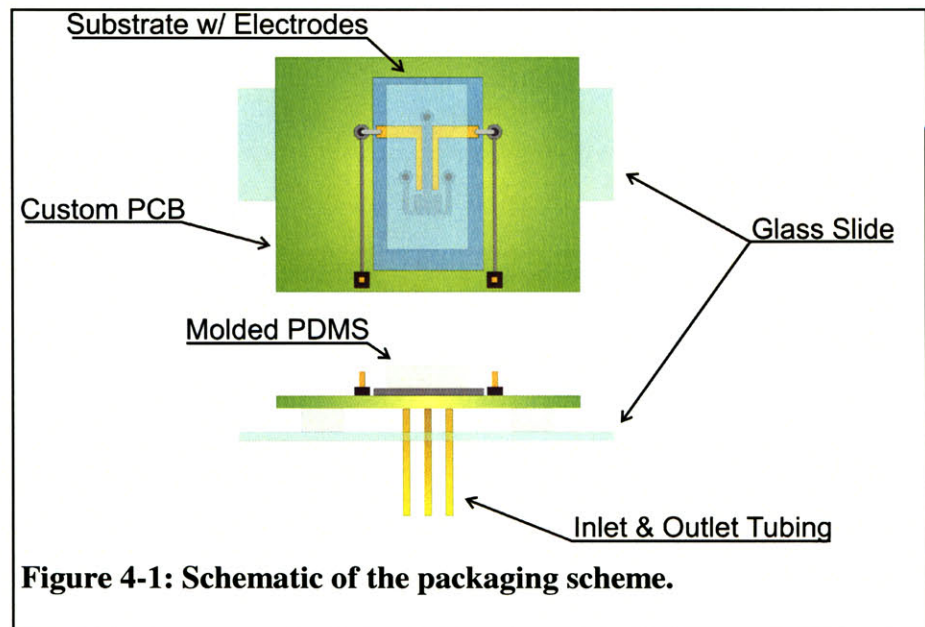 Substrate w/ Electrodes
Custom PCB
Glass Slide
Molded PDMS
Inlet & Outlet Tubing
Figure 4-1: Schematic of the packaging scheme.